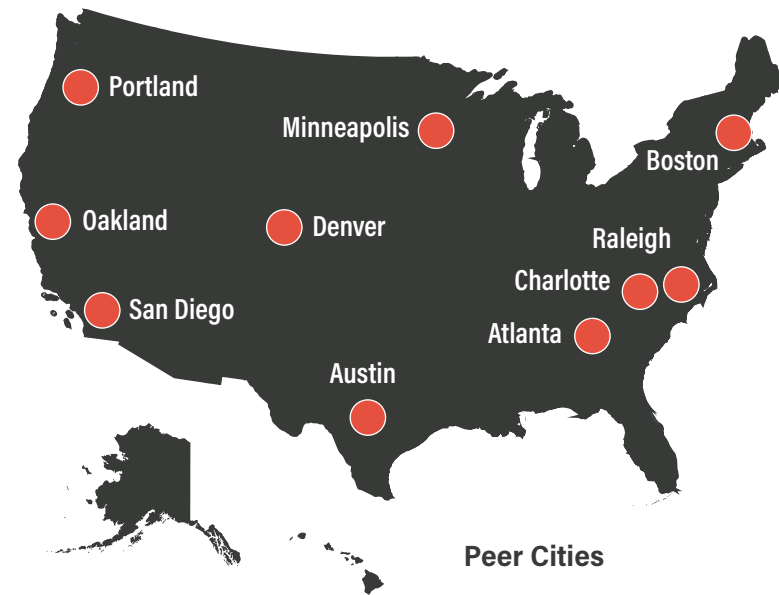 Portland
Minneapolis
Boston
Oakland
Denver
Raleigh
Charlotte
San Diego
Atlanta
Austin
Peer Cities